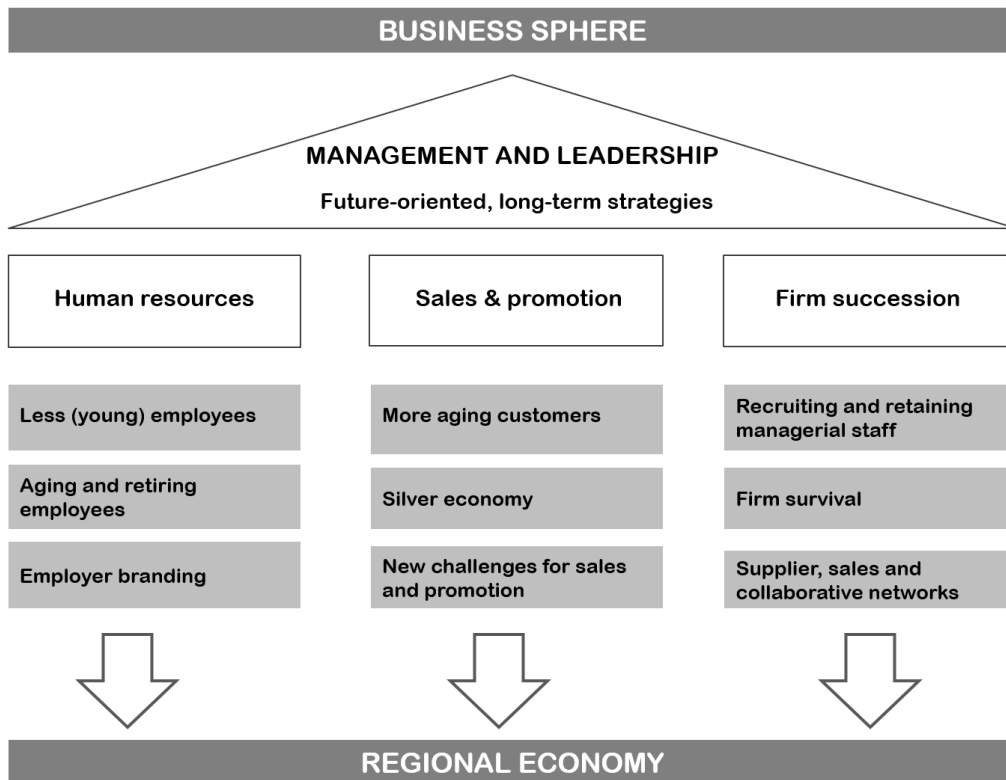 BUSINESS SPHERE
MANAGEMENT AND LEADERSHIP
Future-oriented, long-term strategies
Human resources
Less (young) employees
Aging and retiring
employees
Employer branding
Sales & promotion
More aging customers
Silver economy
New challenges for sales
and promotion
Firm succession
Recruiting and retaining
managerial staff
Firm survival
Supplier, sales and
collaborative networks
REGIONAL ECONOMY